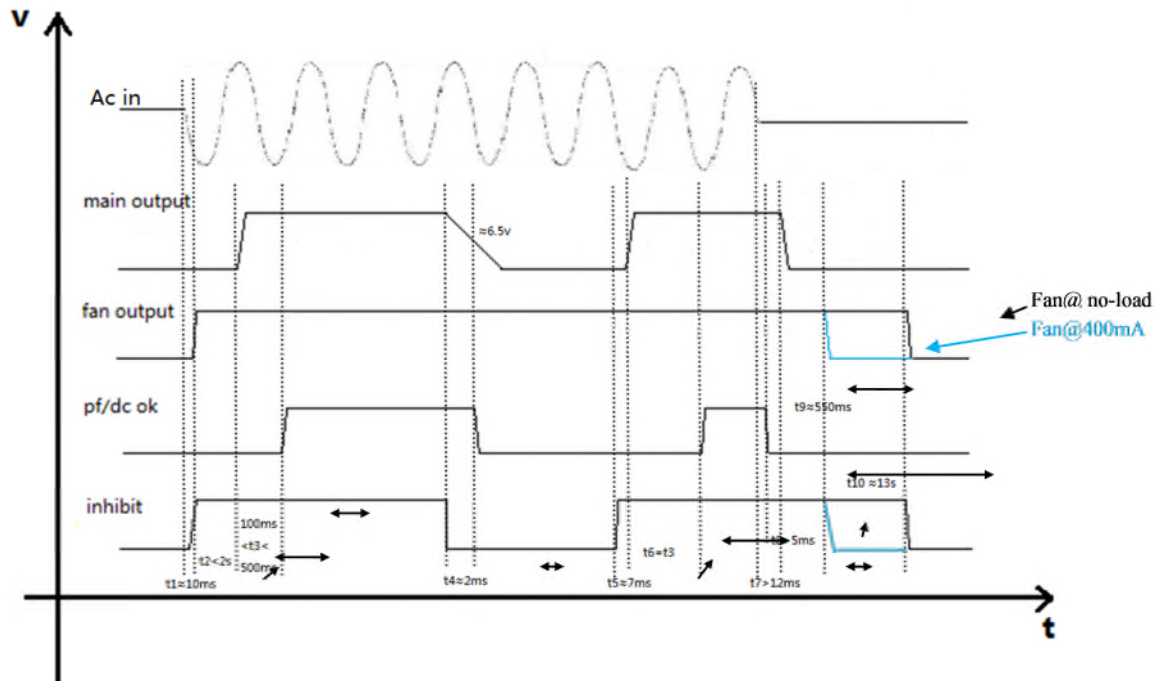 V
Ac in
main output
≈6.5v
fan output
Fan@ no-load
Fan@400mA
pf/dc ok
t9≈550ms
t10 ≈13s
inhibit
100ms
<t3<
500ms
t2<2s
t6=t3
5ms
t1≈10ms
t4≈2ms
t5≈7ms
t7>12ms
t